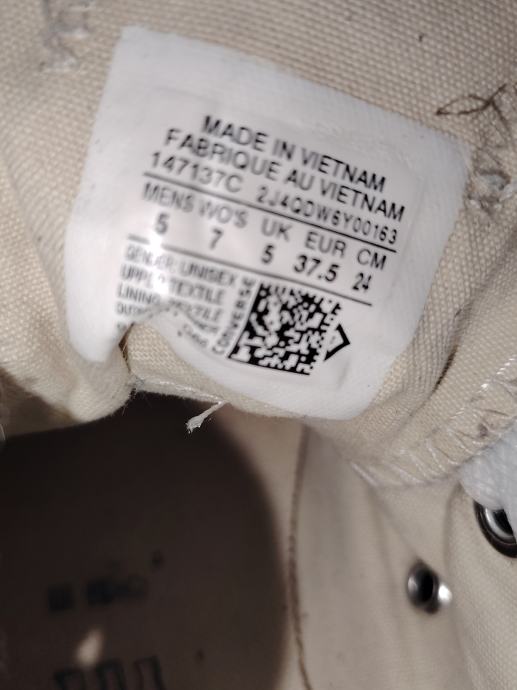 MADE IN VIETNAM
FABRIQUE AU VIETNAM
147137C 2J4QDW6Y00163
MENS WO'S UK EUR CM
5 7 5 37.5 24
GENDER: UNISEX
UPPER: TEXTILE
LINING: TEXTILE
CONVERSE